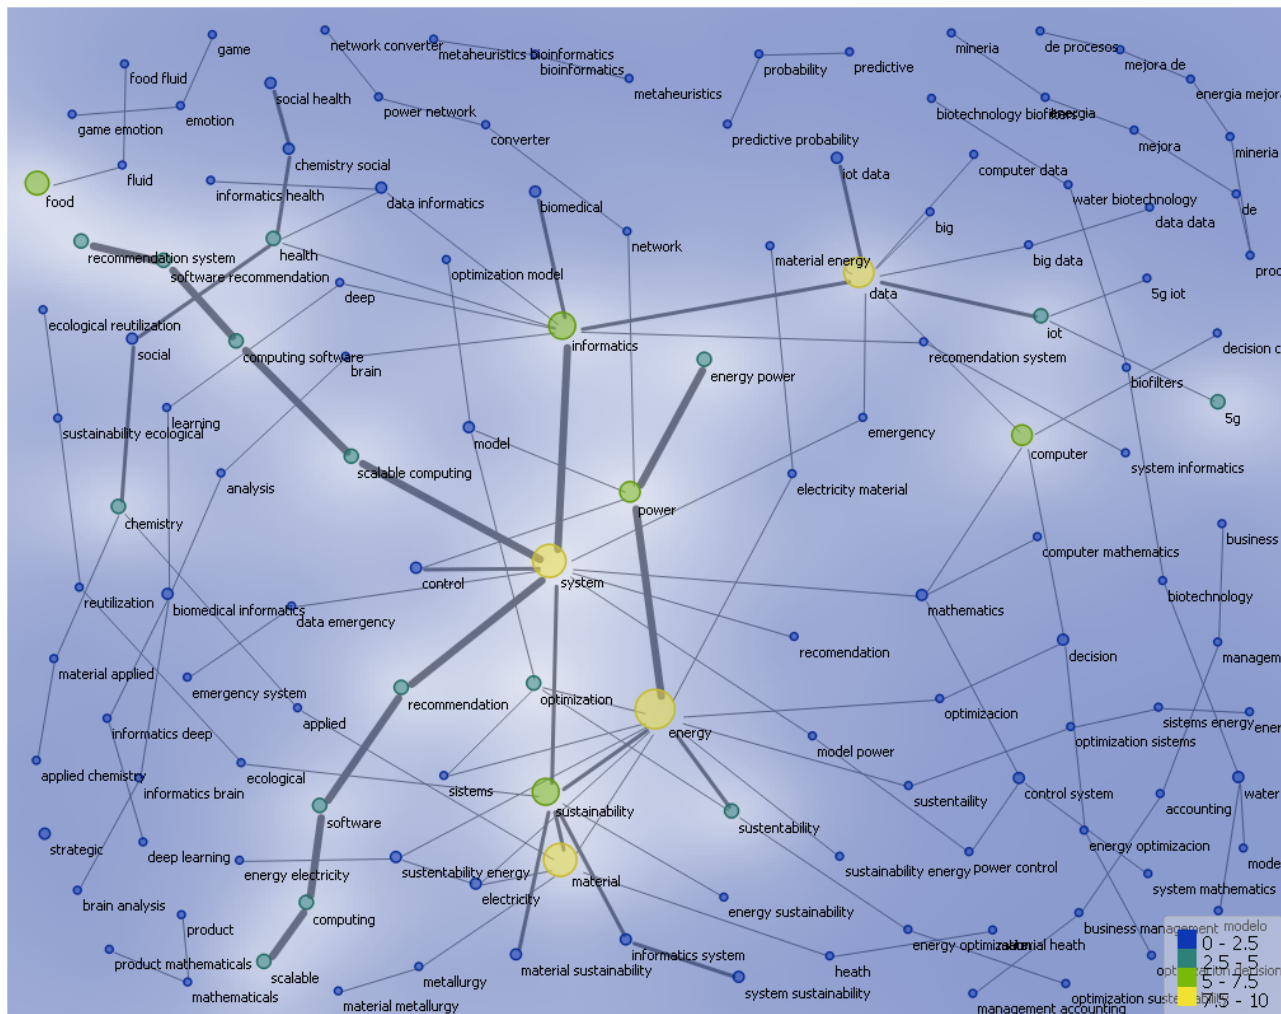 game
network converter
metaheuristics bioinformatics
bioinformatics
metaheuristics
probability
predictive
mineria
de procesos
mejora de
food fluid
social health
energia mejora
game emotion
emotion
power network
converter
predictive probability
biotechnology biofilters
energia
mejora
mineria
chemistry social
iot data
computer data
fluid
food
informatics health
data informatics
biomedical
big
water biotechnology
data data
de
recommendation system
software recommendation
health
network
optimization model
material energy
big data
deep
data
5g iot
ecological reutilization
social
computing software
brain
informatics
energy power
recomendation system
iot
biofilters
sustainability ecological
learning
model
emergency
computer
5g
system informatics
chemistry
analysis
scalable computing
electricity material
power
business
control
system
computer mathematics
reutilization
biomedical informatics
data emergency
mathematics
biotechnology
material applied
emergency system
recommendation
optimization
recomendation
decision
applied
informatics deep
energy
optimizacion
sistems energy
optimization sistems
model power
applied chemistry
informatics brain
ecological
sistems
sustainability
sustentaility
control system
accounting
water
software
sustentability
strategic
deep learning
energy electricity
sustentability energy
material
sustainability energy
power control
energy optimizacion
electricity
system mathematics
brain analysis
computing
energy sustainability
product
business management
modelo
product mathematicals
scalable
metallurgy
material sustainability
informatics system
energy optimization
material heath
heath
mathematicals
material metallurgy
system sustainability
management accounting
optimization sustentability
0 - 2.5
2.5 - 5
5 - 7.5
7.5 - 10